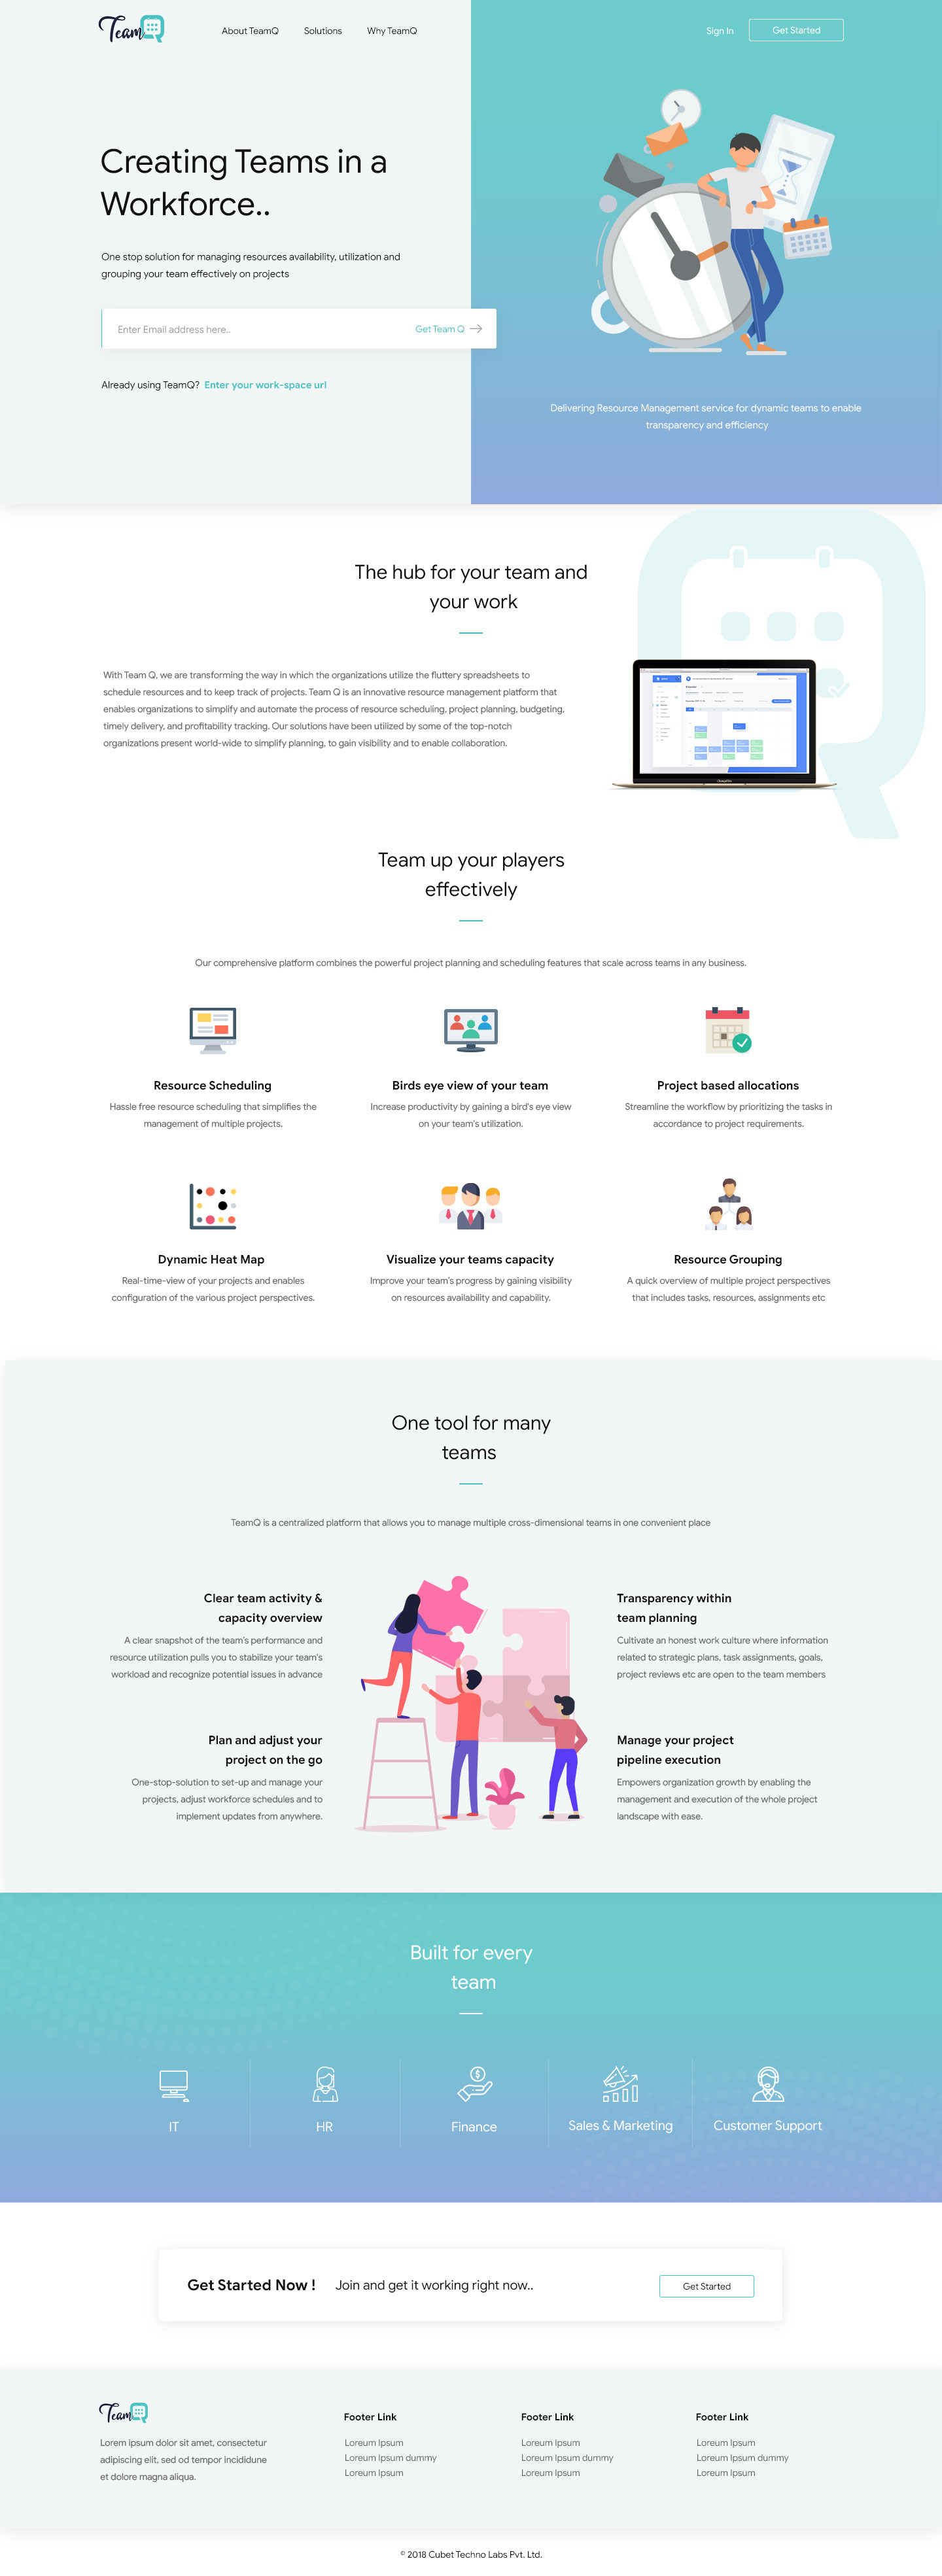 TeamQ
About TeamQ
Solutions
Why TeamQ
Sign In
Get Started
Creating Teams in a
Workforce..
One stop solution for managing resources availability, utilization and
grouping your team effectively on projects
Enter Email address here..
Get Team Q
Already using TeamQ? Enter your work-space url
Delivering Resource Management service for dynamic teams to enable
transparency and efficiency
The hub for your team and
your work
With Team Q, we are transforming the way in which the organizations utilize the fluttery spreadsheets to
schedule resources and to keep track of projects. Team Q is an innovative resource management platform that
enables organizations to simplify and automate the process of resource scheduling, project planning, budgeting,
timely delivery, and profitability tracking. Our solutions have been utilized by some of the top-notch
organizations present world-wide to simplify planning, to gain visibility and to enable collaboration.
Team up your players
effectively
Our comprehensive platform combines the powerful project planning and scheduling features that scale across teams in any business.
Resource Scheduling
Hassle free resource scheduling that simplifies the
management of multiple projects.
Birds eye view of your team
Increase productivity by gaining a bird's eye view
on your team's utilization.
Project based allocations
Streamline the workflow by prioritizing the tasks in
accordance to project requirements.
Dynamic Heat Map
Real-time-view of your projects and enables
configuration of the various project perspectives.
Visualize your teams capacity
Improve your team's progress by gaining visibility
on resources availability and capability.
Resource Grouping
A quick overview of multiple project perspectives
that includes tasks, resources, assignments etc
One tool for many
teams
TeamQ is a centralized platform that allows you to manage multiple cross-dimensional teams in one convenient place
Clear team activity &
capacity overview
A clear snapshot of the team's performance and
resource utilization pulls you to stabilize your team's
workload and recognize potential issues in advance
Transparency within
team planning
Cultivate an honest work culture where information
related to strategic plans, task assignments, goals,
project reviews etc are open to the team members
Plan and adjust your
project on the go
One-stop-solution to set-up and manage your
projects, adjust workforce schedules and to
implement updates from anywhere.
Manage your project
pipeline execution
Empowers organization growth by enabling the
management and execution of the whole project
landscape with ease.
Built for every
team
IT
HR
Finance
Sales & Marketing
Customer Support
Get Started Now !
Join and get it working right now..
Get Started
TeamQ
Lorem ipsum dolor sit amet, consectetur
adipiscing elit, sed od tempor incididune
et dolore magna aliqua.
Footer Link
Loreum Ipsum
Loreum Ipsum dummy
Loreum Ipsum
Footer Link
Loreum Ipsum
Loreum Ipsum dummy
Loreum Ipsum
Footer Link
Loreum Ipsum
Loreum Ipsum dummy
Loreum Ipsum
© 2018 Cubet Techno Labs Pvt. Ltd.